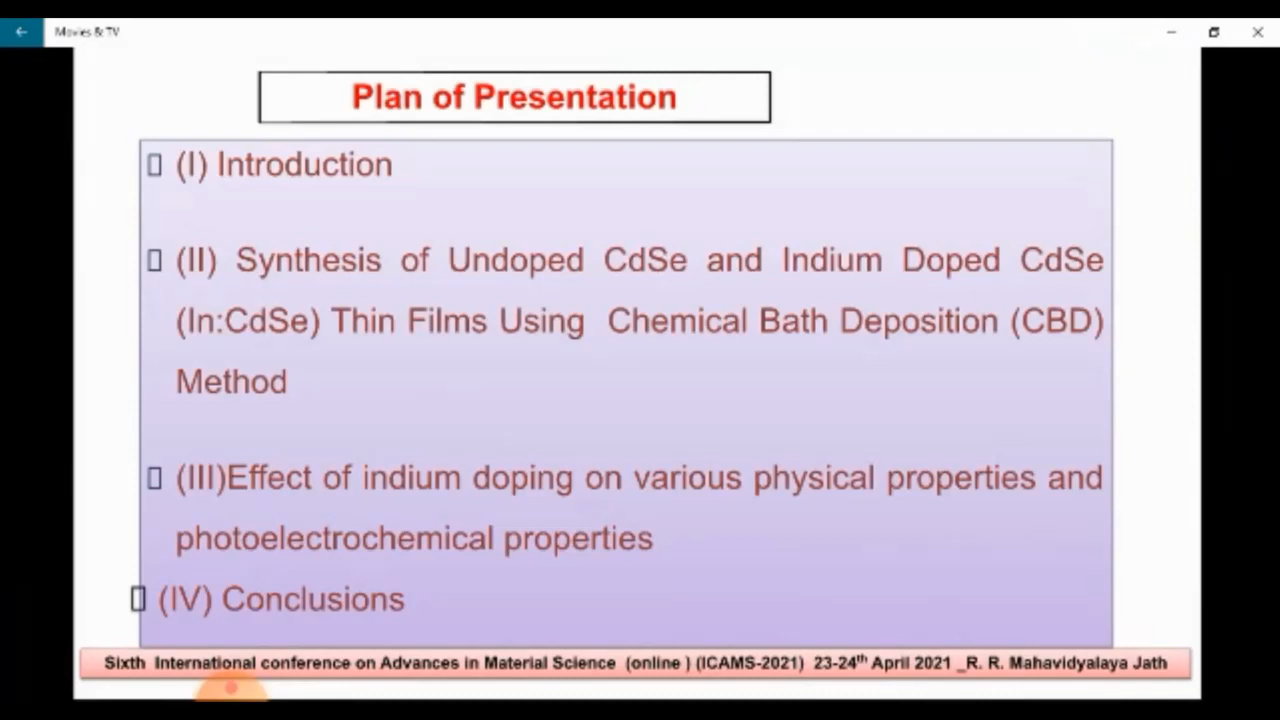 Movies & TV
Plan of Presentation
(I) Introduction
(II) Synthesis of Undoped CdSe and Indium Doped CdSe
(In:CdSe) Thin Films Using Chemical Bath Deposition (CBD)
Method
(III)Effect of indium doping on various physical properties and
photoelectrochemical properties
(IV) Conclusions
Sixth International conference on Advances in Material Science (online ) (ICAMS-2021) 23-24th April 2021 _R. R. Mahavidyalaya Jath